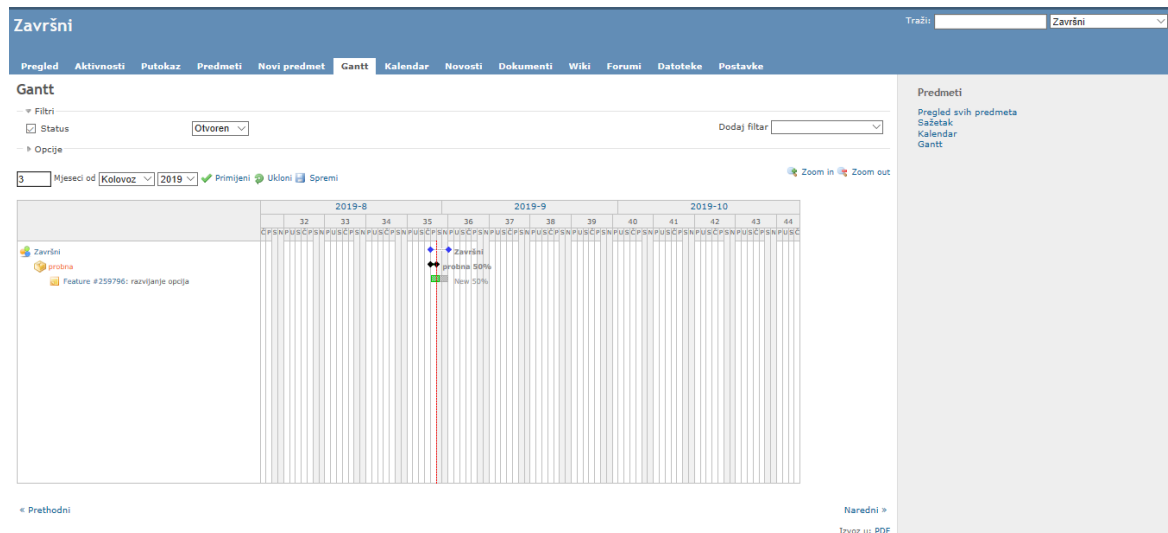 Završni
Traži: Završni
Pregled Aktivnosti Putokaz Predmeti Novi predmet Gantt Kalendar Novosti Dokumenti Wiki Forumi Datoteke Postavke
Gantt
Filtri
Status Otvoren Dodaj filtar
Opcije
3 Mjeseci od Kolovoz 2019 Primijeni Ukloni Spremi
Zoom in Zoom out
2019-8 2019-9 2019-10
32 33 34 35 36 37 38 39 40 41 42 43 44
Č P S N P U S Č P S N P U S Č P S N P U S Č P S N P U S Č P S N P U S Č P S N P U S Č P S N P U S Č P S N P U S Č P S N P U S Č P S N P U S Č P S N P U S Č P S N P U S Č P S N P U S Č
Završni Završni
probna probna 50%
Feature #259796: razvijanje opcija New 50%
« Prethodni Naredni »
Izvoz u: PDF
Predmeti
Pregled svih predmeta
Sažetak
Kalendar
Gantt